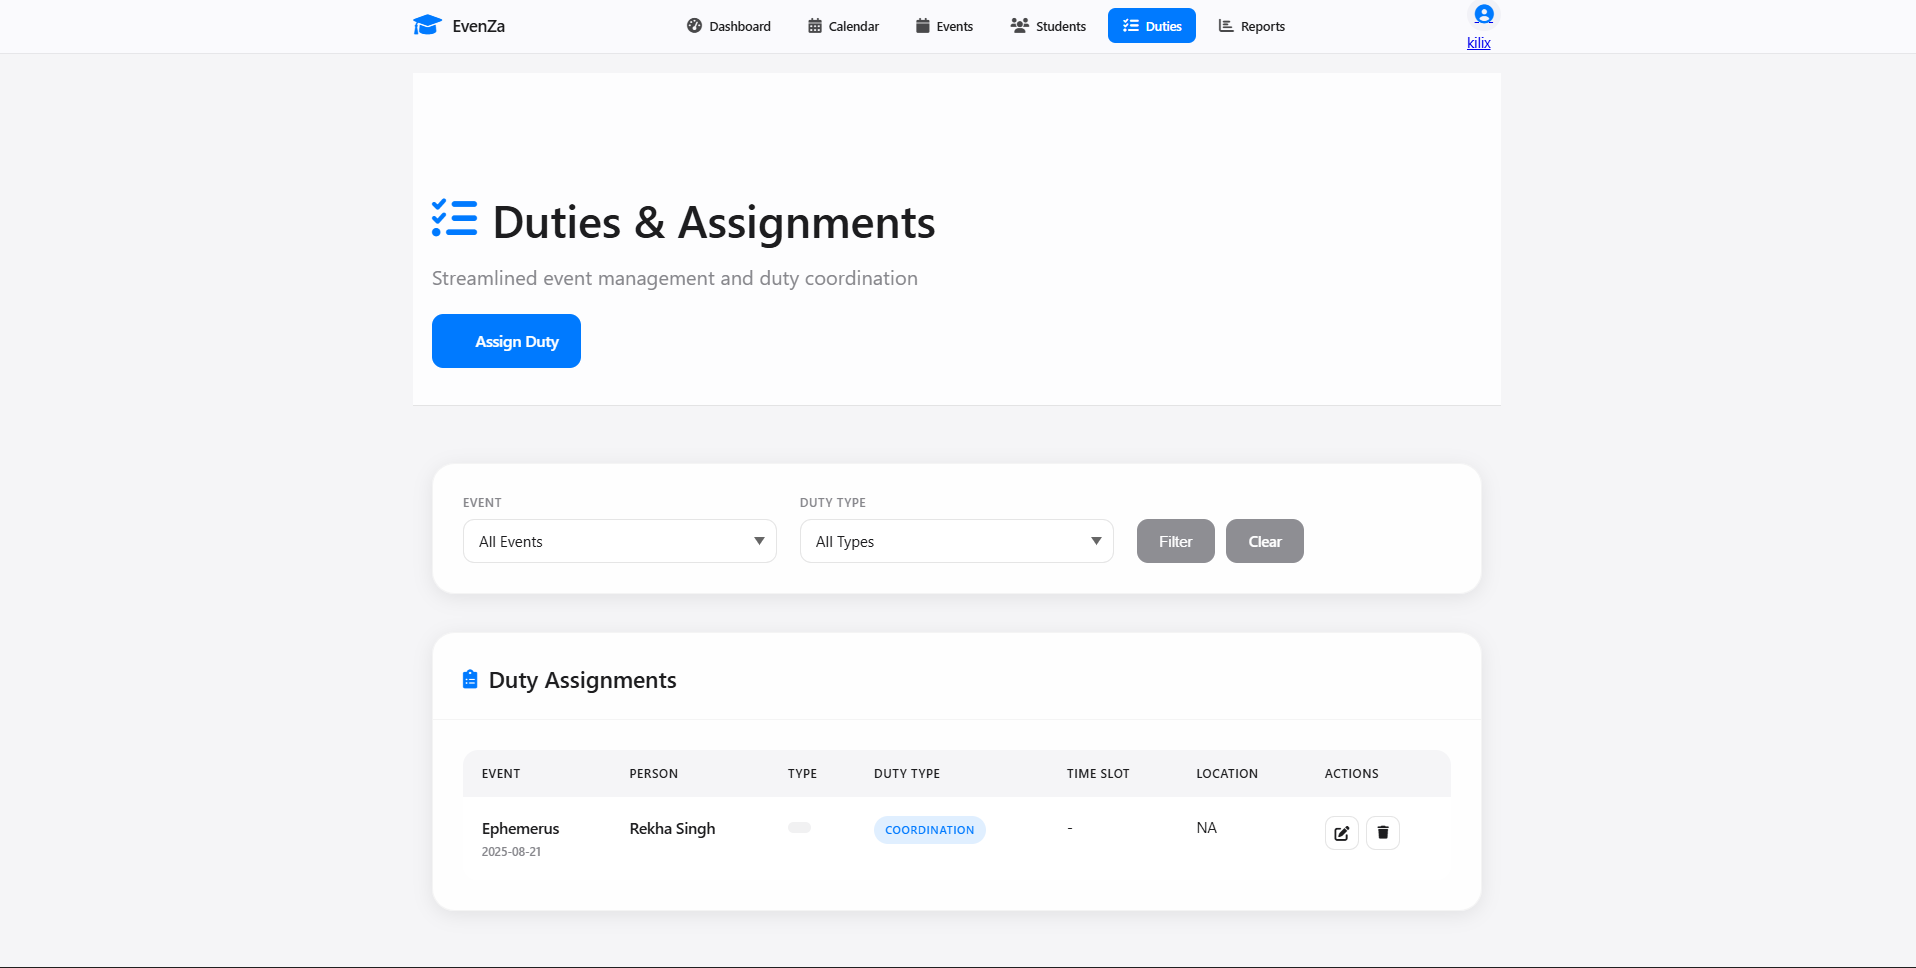 EvenZa
Dashboard
Calendar
Events
Students
Duties
Reports
kilix
Duties & Assignments
Streamlined event management and duty coordination
Assign Duty
EVENT
DUTY TYPE
All Events
All Types
Filter
Clear
Duty Assignments
EVENT PERSON TYPE DUTY TYPE TIME SLOT LOCATION ACTIONS
Ephemerus Rekha Singh COORDINATION - NA
2025-08-21